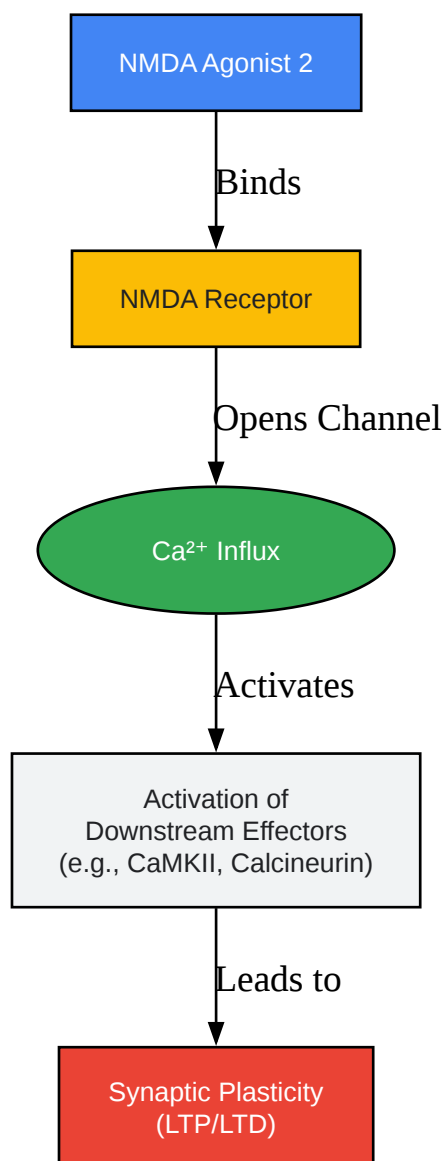 NMDA Agonist 2
Binds
NMDA Receptor
Opens Channel
Ca²⁺ Influx
Activates
Activation of
Downstream Effectors
(e.g., CaMKII, Calcineurin)
Leads to
Synaptic Plasticity
(LTP/LTD)